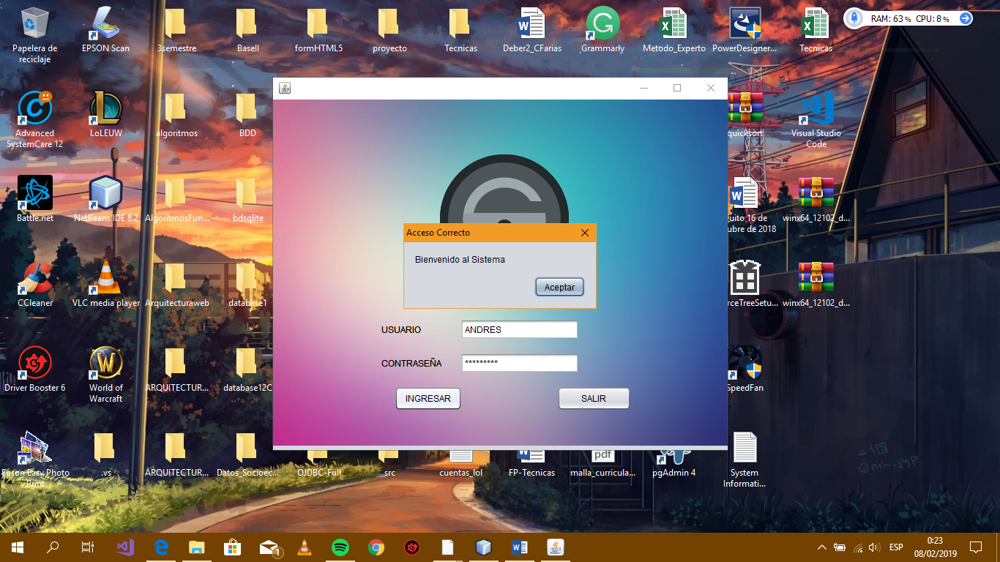 RAM: 63 % CPU: 8 %
Papelera de
reciclaje
EPSON Scan
3semestre
Basell
formHTML5
proyecto
Tecnicas
Deber2_CFarias
Grammarly
Metodo_Experto
PowerDesigner...
Tecnicas
Advanced
SystemCare 12
LoLEUW
algoritmos
BDD
quicksort
Visual Studio
Code
Battle.net
NetBeans IDE 8.2
AlgoritmosFun...
bdsqlite
guito 16 de
ubre de 2018
winx64_12102_d...
Acceso Correcto
Bienvenido al Sistema
Aceptar
CCleaner
VLC media player
Arquitecturaweb
database1
rceTreeSetu...
winx64_12102_d...
USUARIO
ANDRES
CONTRASEÑA
*********
INGRESAR
SALIR
Driver Booster 6
World of
Warcraft
ARQUITECTUR...
database12C
SpeedFan
Epson Easy Photo
Print
.vs
ARQUITECTUR...
Datos_Socioec...
OJDBC-Full
src
cuentas_lol
FP-Tecnicas
pdf
malla_curricula...
pgAdmin 4
System
Informati...
@nik_syp
1
ESP
0:23
08/02/2019